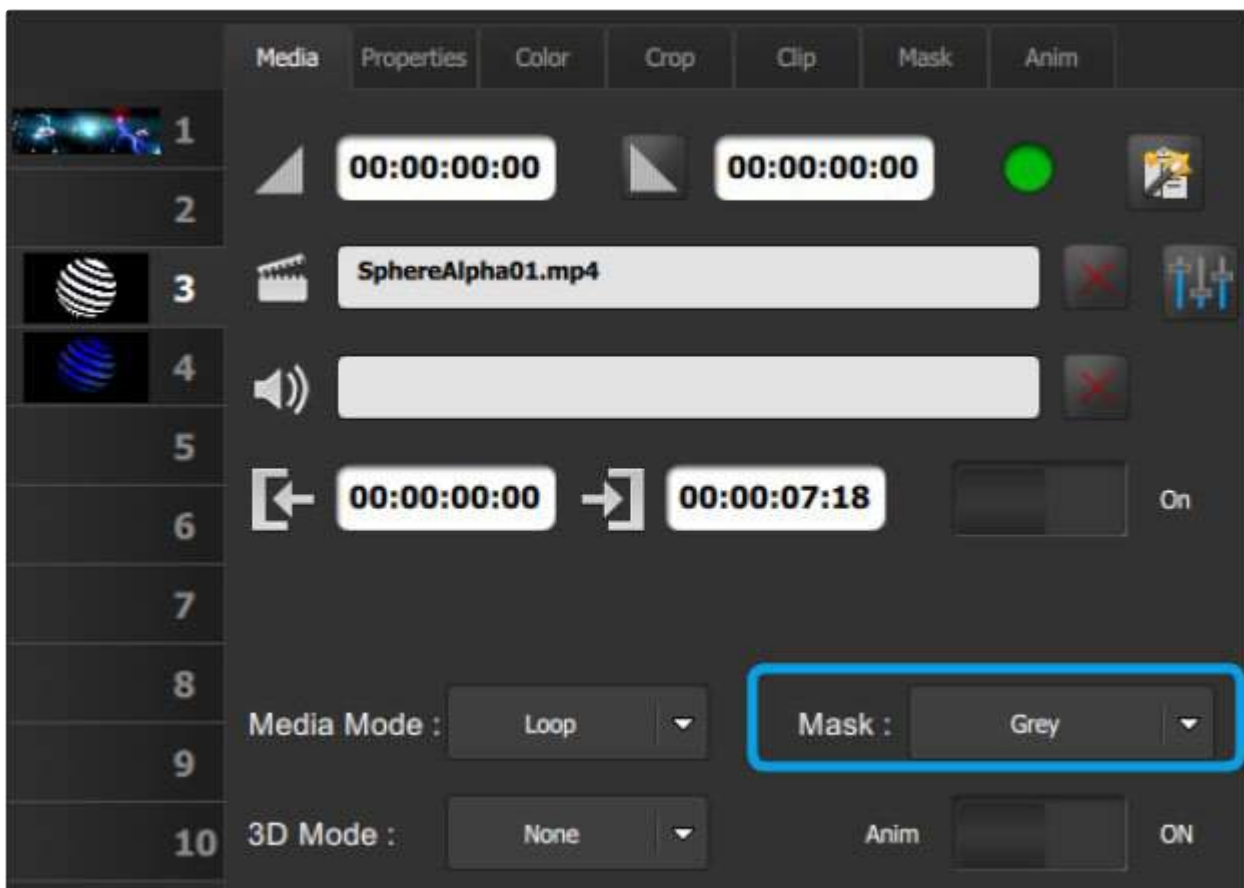 Media Properties Color Crop Clip Mask Anim
1
00:00:00:00 00:00:00:00
2
3
SphereAlpha01.mp4
4
5
00:00:00:00 00:00:07:18 On
6
7
8
Media Mode : Loop Mask : Grey
9
10
3D Mode : None Anim ON